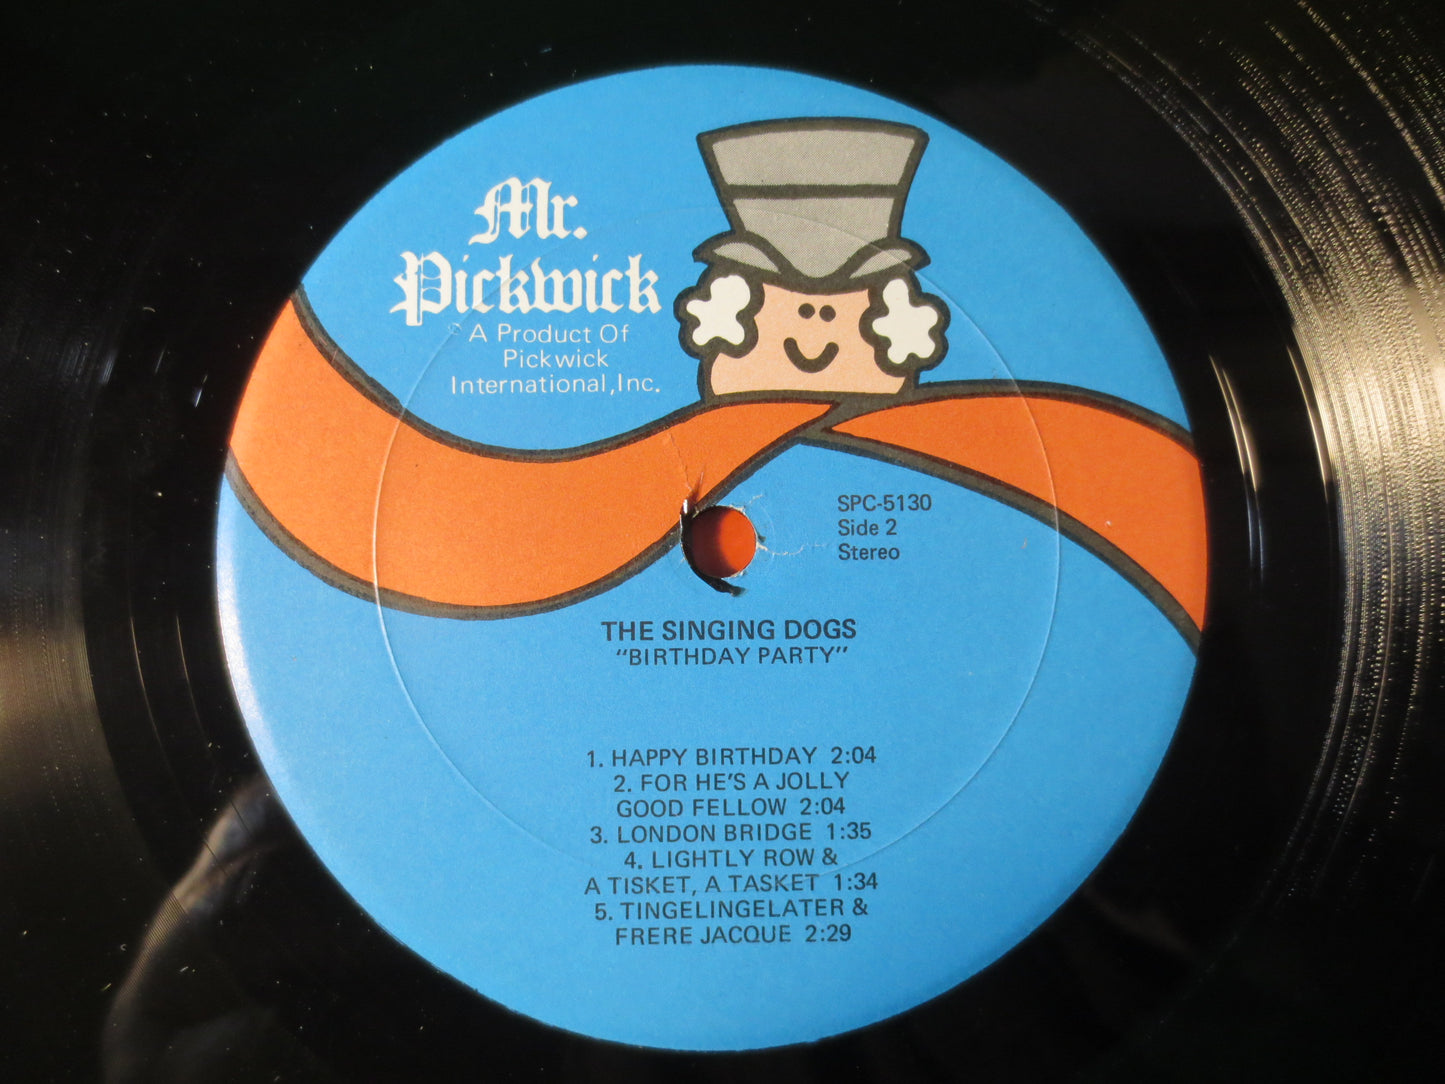 Mr.
Pickwick
© A Product Of
Pickwick
International, Inc.
SPC-5130
Side 2
Stereo
THE SINGING DOGS
"BIRTHDAY PARTY"
1. HAPPY BIRTHDAY 2:04
2. FOR HE'S A JOLLY
GOOD FELLOW 2:04
3. LONDON BRIDGE 1:35
4. LIGHTLY ROW &
A TISKET, A TASKET 1:34
5. TINGELINGELATER &
FRERE JACQUE 2:29